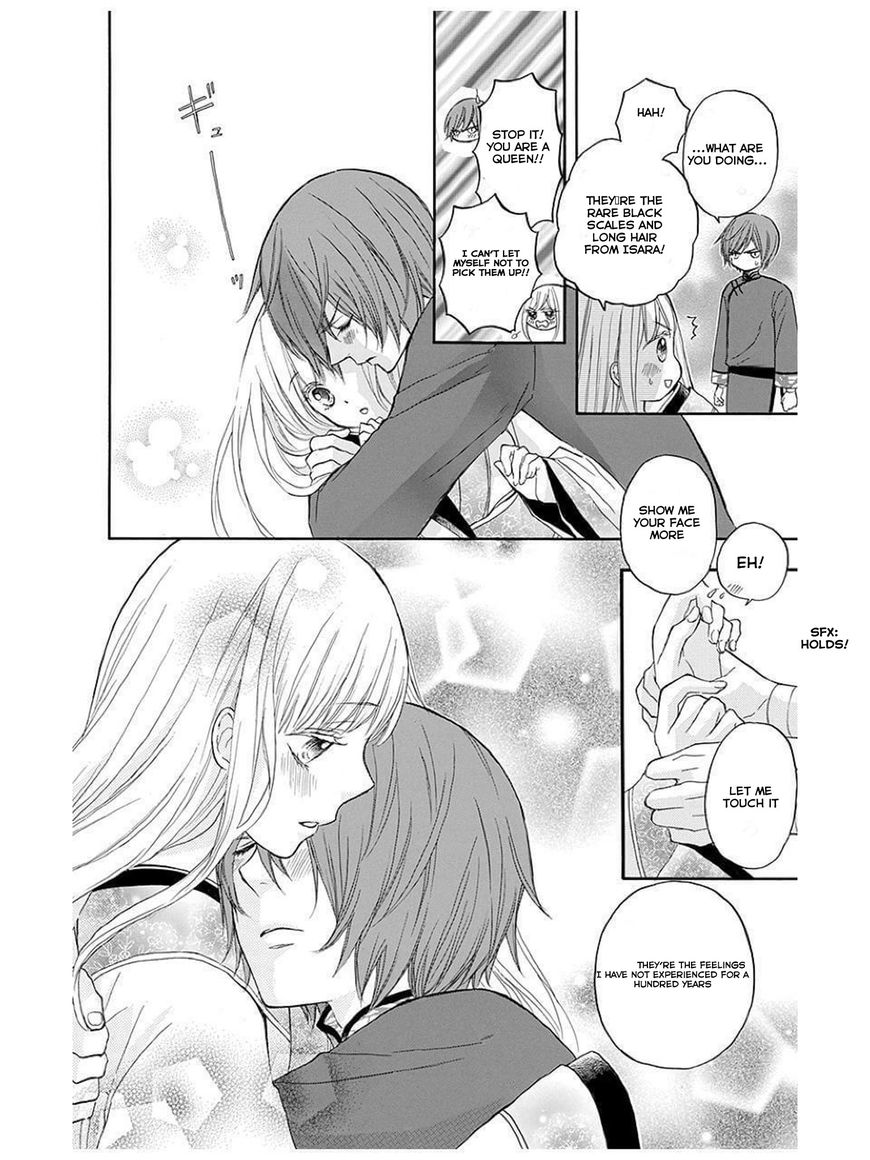 ...WHAT ARE
YOU DOING...
HAH!
THEY▯RE THE
RARE BLACK
SCALES AND
LONG HAIR
FROM ISARA!
STOP IT!
YOU ARE A
QUEEN!!
I CAN'T LET
MYSELF NOT TO
PICK THEM UP!!
ギュ
ーッ
SHOW ME
YOUR FACE
MORE
EH!
SFX:
HOLDS!
LET ME
TOUCH IT
THEY'RE THE FEELINGS
I HAVE NOT EXPERIENCED FOR A
HUNDRED YEARS